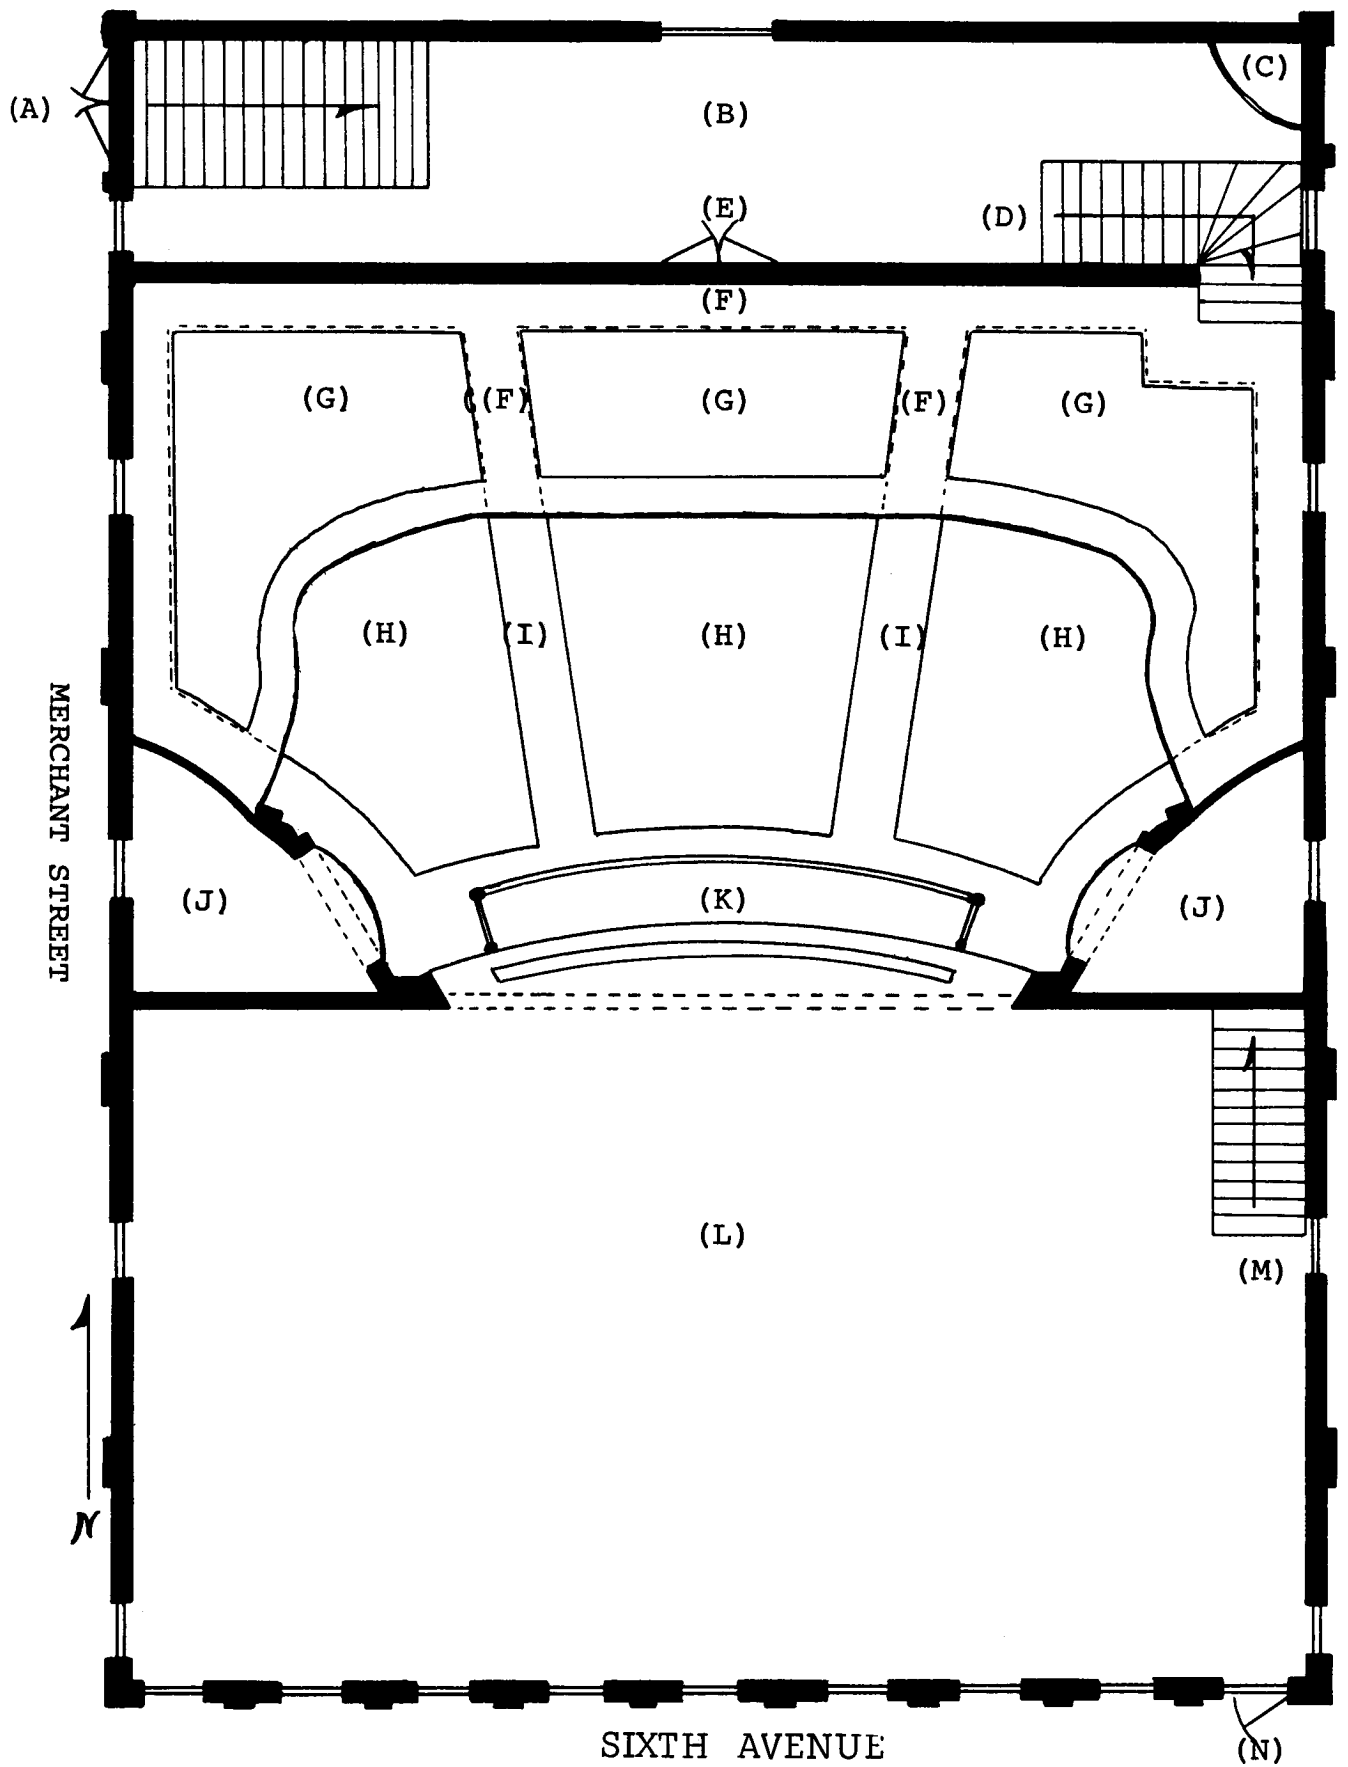 (A)
(B)
(C)
(D)
(E)
(F)
(G)
(F)
(G)
(F)
(G)
(H)
(I)
(H)
(I)
(H)
MERCHANT STREET
(J)
(K)
(J)
(L)
(M)
N
SIXTH AVENUE
(N)